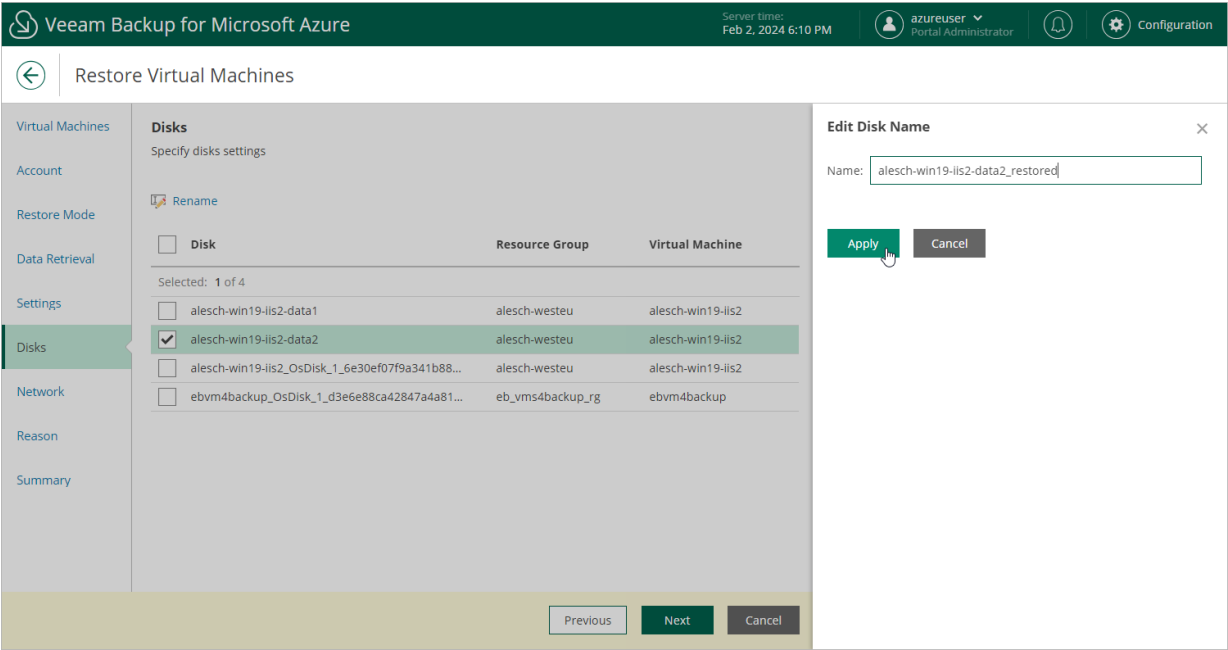 Veeam Backup for Microsoft Azure
Server time:
Feb 2, 2024 6:10 PM
azureuser
Portal Administrator
Configuration
Restore Virtual Machines
Virtual Machines
Account
Restore Mode
Data Retrieval
Settings
Disks
Network
Reason
Summary
Disks
Specify disks settings
Rename
Disk Resource Group Virtual Machine
Selected: 1 of 4
alesch-win19-iis2-data1 alesch-westeu alesch-win19-iis2
alesch-win19-iis2-data2 alesch-westeu alesch-win19-iis2
alesch-win19-iis2_OsDisk_1_6e30ef07f9a341b88... alesch-westeu alesch-win19-iis2
ebvm4backup_OsDisk_1_d3e6e88ca42847a4a81... eb_vms4backup_rg ebvm4backup
Previous Next Cancel
Edit Disk Name
Name: alesch-win19-iis2-data2_restored
Apply Cancel